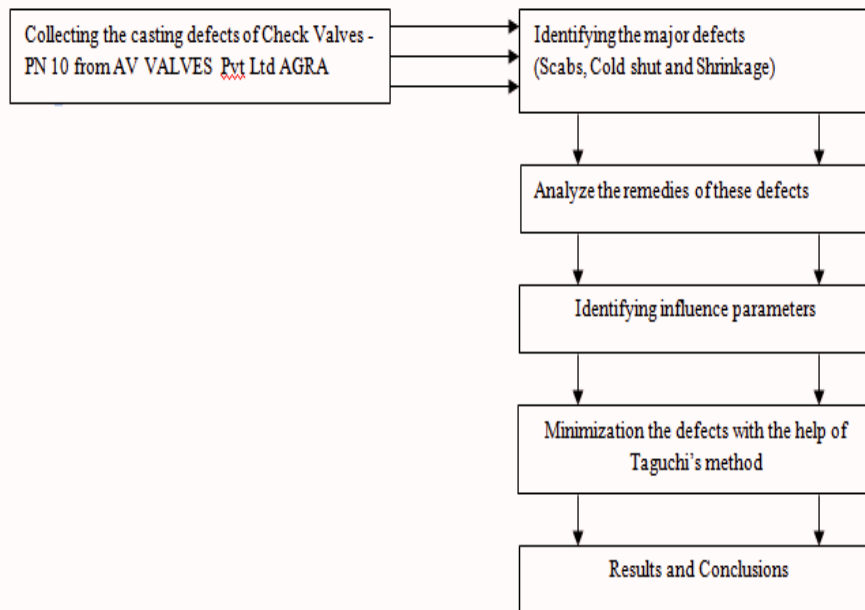 Collecting the casting defects of Check Valves -
PN 10 from AV VALVES Pvt Ltd AGRA
Identifying the major defects
(Scabs, Cold shut and Shrinkage)
Analyze the remedies of these defects
Identifying influence parameters
Minimization the defects with the help of
Taguchi's method
Results and Conclusions